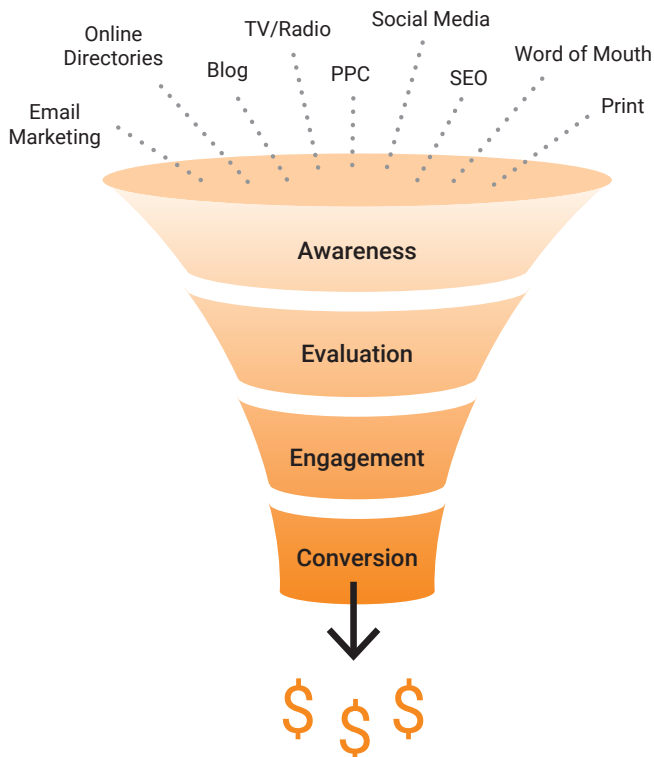 Online
Directories
TV/Radio
Social Media
Blog
PPC
SEO
Word of Mouth
Email
Marketing
Print
Awareness
Evaluation
Engagement
Conversion
$ $ $